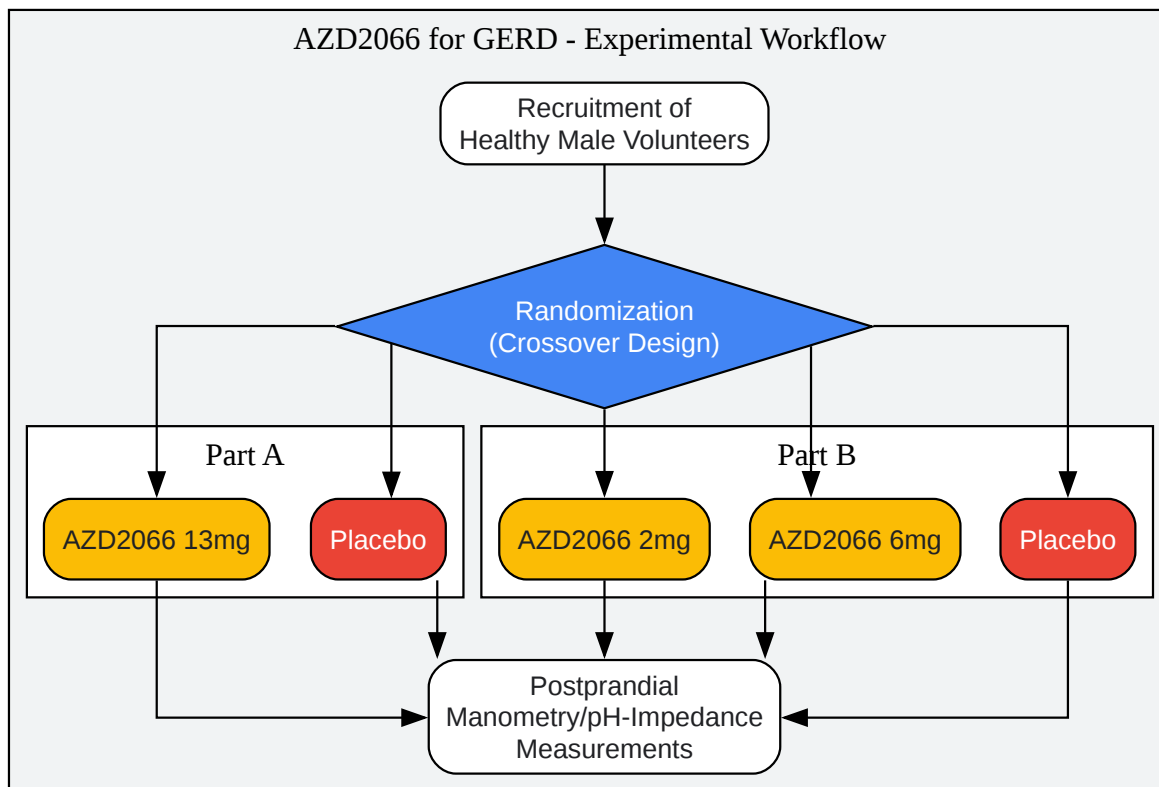 AZD2066 for GERD - Experimental Workflow
Recruitment of
Healthy Male Volunteers
Randomization
(Crossover Design)
Part A
Part B
AZD2066 13mg
Placebo
AZD2066 2mg
AZD2066 6mg
Placebo
Postprandial
Manometry/pH-Impedance
Measurements